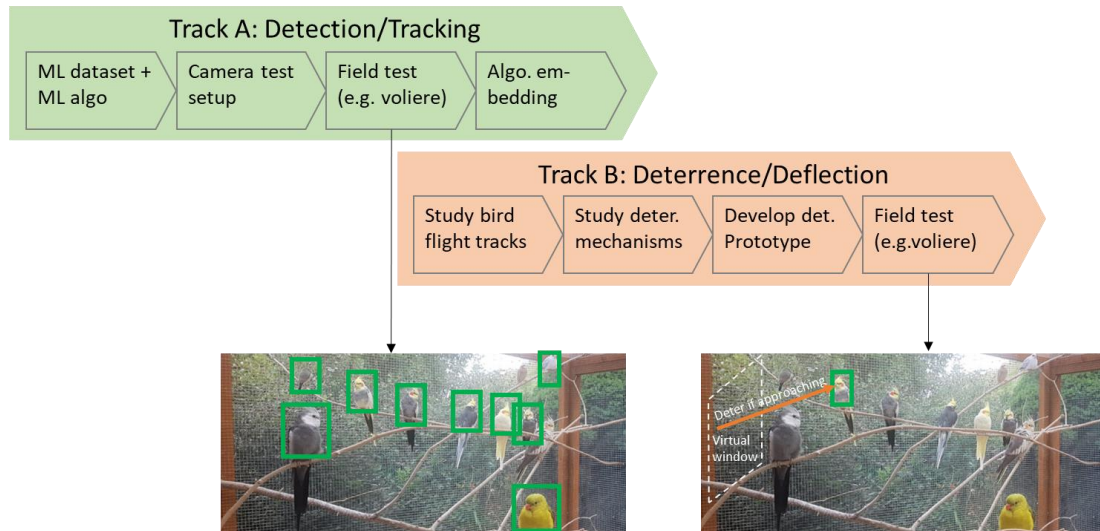 Track A: Detection/Tracking
ML dataset +
ML algo
Camera test
setup
Field test
(e.g. voliere)
Algo. em-
bedding
Track B: Deterrence/Deflection
Study bird
flight tracks
Study deter.
mechanisms
Develop det.
Prototype
Field test
(e.g.voliere)
Deter if approaching
Virtual
window